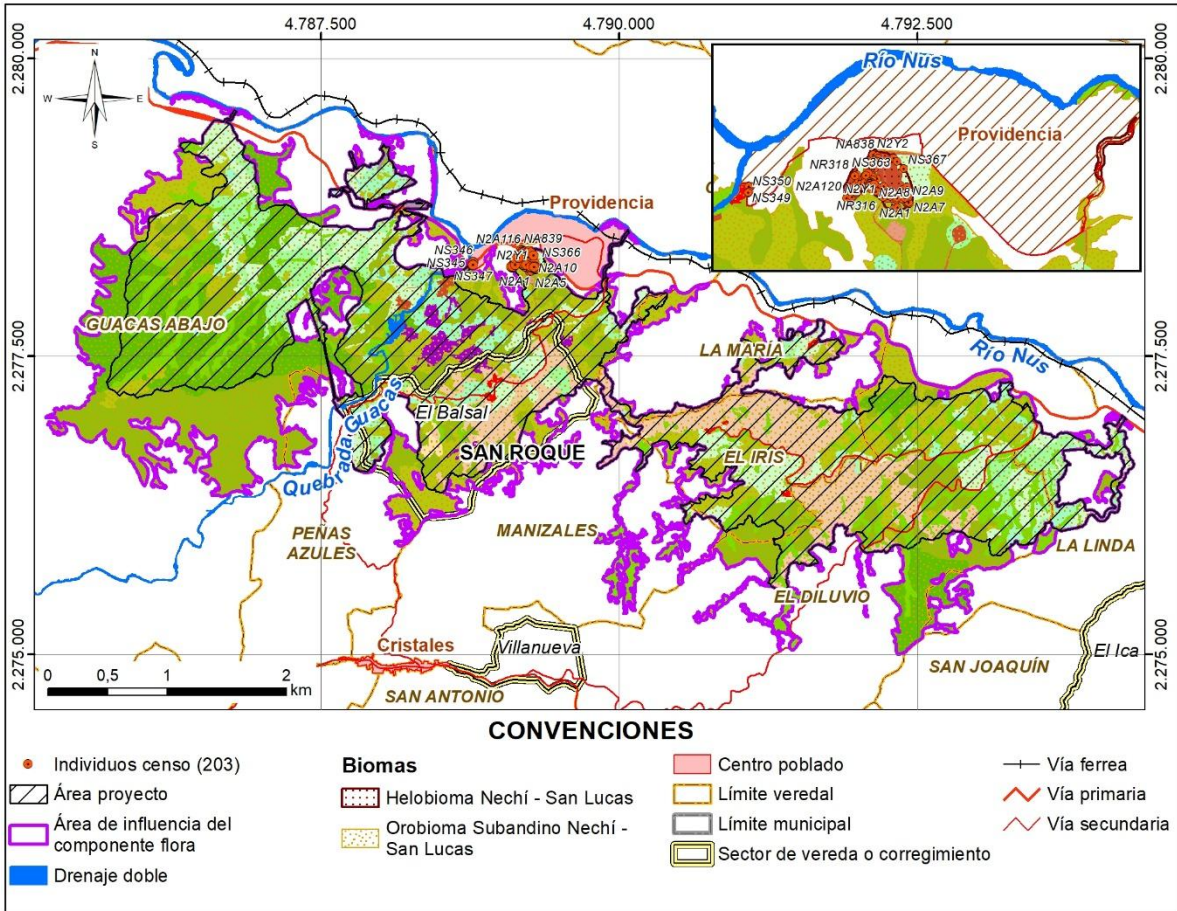 4.787.500
4.790.000
4.792.500
2.280.000
2.280.000
N
W
E
S
Río Nus
Providencia
NA838 N2Y2
NR318 NS363
NS367
NS350
N2A120
N2Y1
N2A8
N2A9
NS349
NR316
N2A1
N2A7
Providencia
NS346
N2A116
NA839
NS345
N2Y1
NS366
NS347
N2A10
N2A1
N2A5
GUACAS ABAJO
2.277.500
LA MARÍA
Río Nus
Quebrada Guacas
El Balsal
SAN ROQUE
EL IRIS
PEÑAS
AZULES
MANIZALES
LA LINDA
EL DILUVIO
2.275.000
2.275.000
Cristales
Villanueva
SAN JOAQUÍN
El Ica
SAN ANTONIO
0 0,5 1 2
km
CONVENCIONES
Individuos censo (203)
Área proyecto
Área de influencia del
componente flora
Drenaje doble
Biomas
Helobioma Nechí - San Lucas
Orobioma Subandino Nechí -
San Lucas
Centro poblado
Límite veredal
Límite municipal
Sector de vereda o corregimiento
Vía ferrea
Vía primaria
Vía secundaria